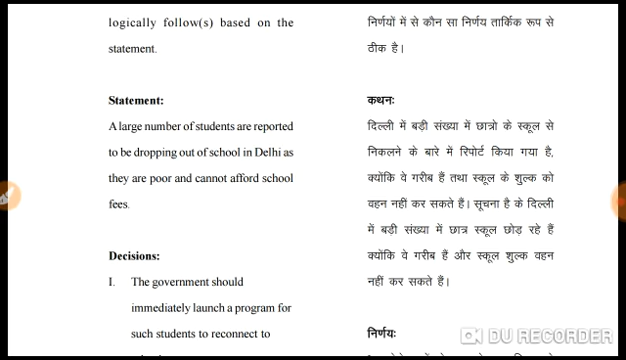 logically follow(s) based on the
statement.
Statement:
A large number of students are reported
to be dropping out of school in Delhi as
they are poor and cannot afford school
fees.
Decisions:
I. The government should
immediately launch a program for
such students to reconnect to
निर्णयों में से कौन सा निर्णय तार्किक रूप से
ठीक है।
कथनः
दिल्ली में बड़ी संख्या में छात्रो के स्कूल से
निकलने के बारे में रिपोर्ट किया गया है,
क्योंकि वे गरीब हैं तथा स्कूल के शुल्क को
वहन नहीं कर सकते हैं। सूचना है के दिल्ली
में बडी संख्या में छात्र स्कूल छोड़ रहे हैं
क्योंकि वे गरीब हैं और स्कूल शुल्क वहन
नहीं कर सकते हैं।
निर्णयः
DU RECORDER